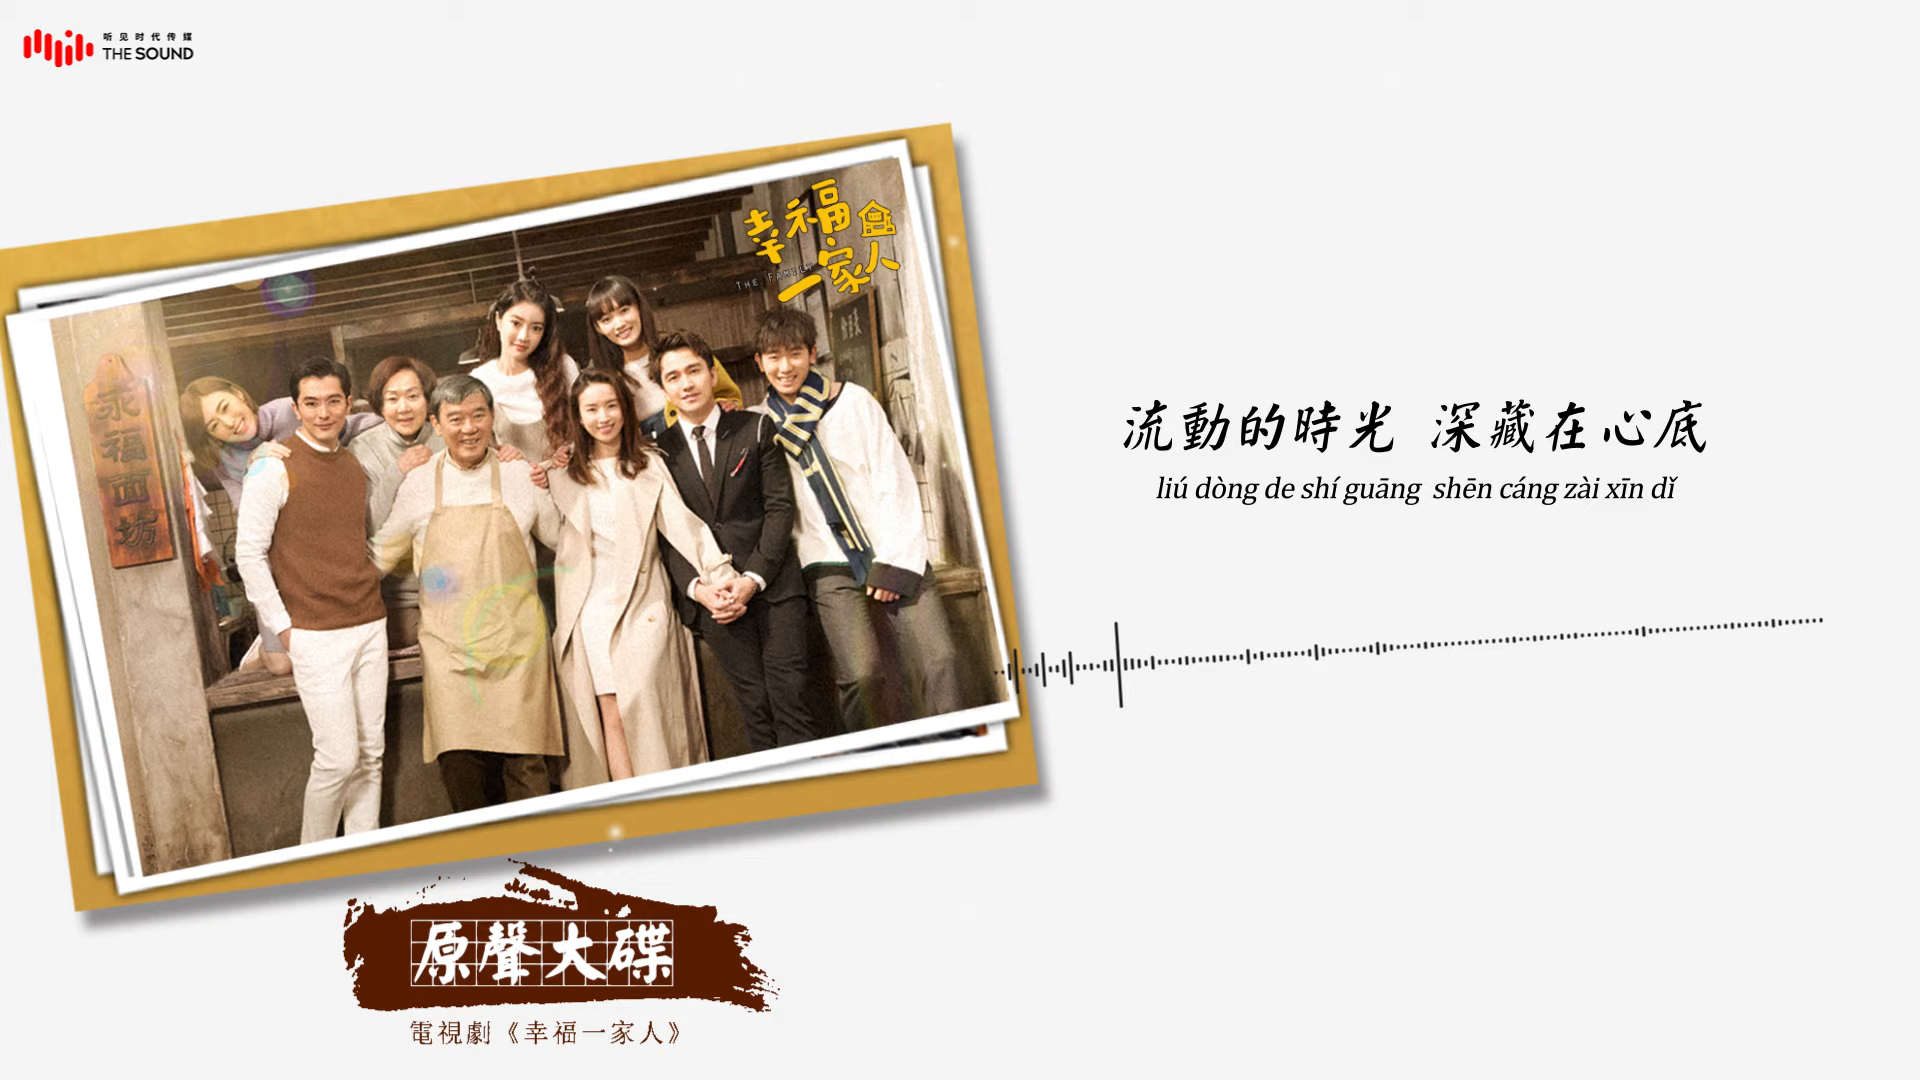 听见时代传媒
THE SOUND
幸福
一家人
THE FAMILY
泉福面坊
流動的時光 深藏在心底
liú dòng de shí guāng shēn cáng zài xīn dǐ
原聲大碟
電視劇《幸福一家人》